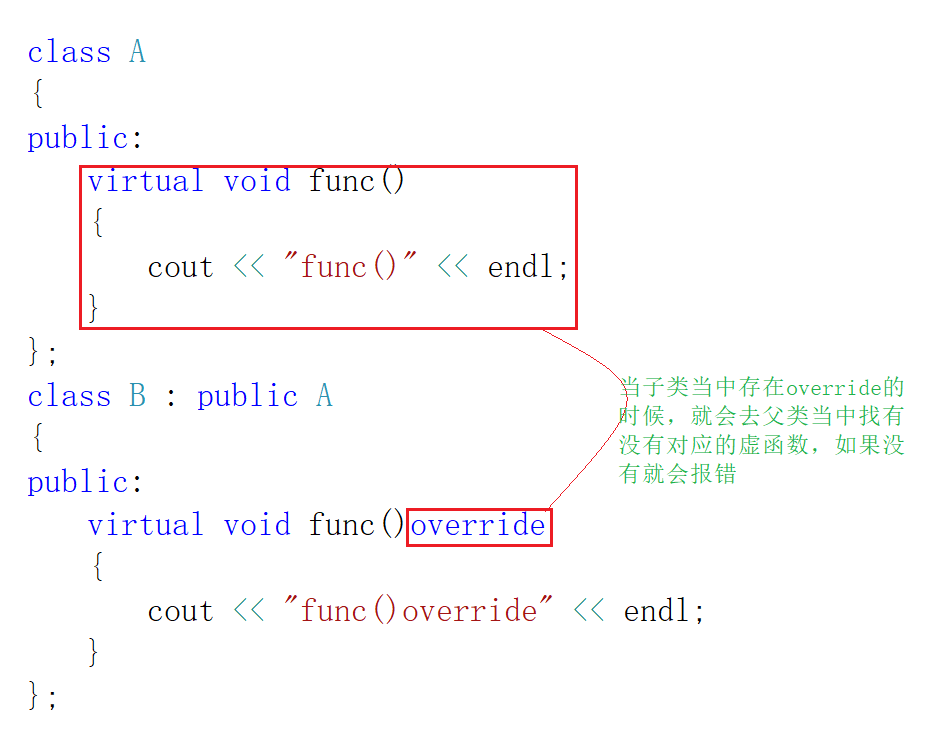 class A
{
public:
    virtual void func()
    {
        cout << "func()" << endl;
    }
};
class B : public A
{
public:
    virtual void func()override
    {
        cout << "func()override" << endl;
    }
};
当子类当中存在override的
时候，就会去父类当中找有
没有对应的虚函数，如果没
有就会报错